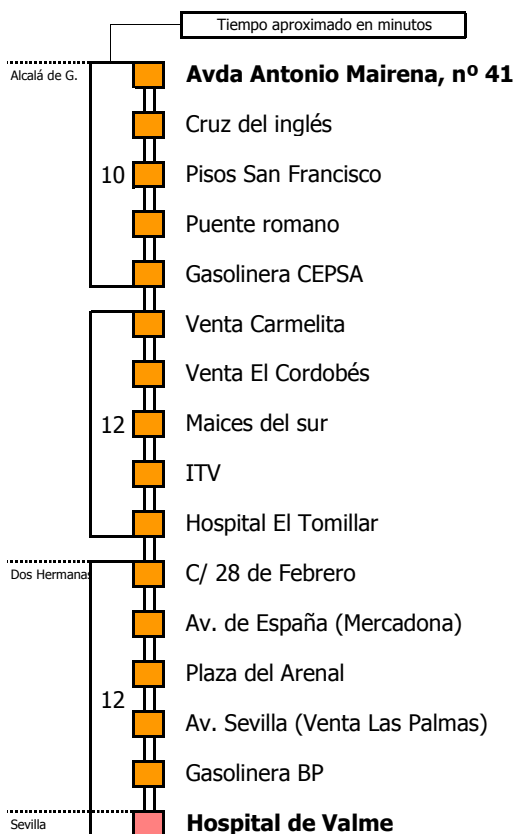 Tiempo aproximado en minutos
Alcalá de G.
Avda Antonio Mairena, nº 41
Cruz del inglés
10
Pisos San Francisco
Puente romano
Gasolinera CEPSA
Venta Carmelita
Venta El Cordobés
12
Maices del sur
ITV
Hospital El Tomillar
Dos Hermanas
C/ 28 de Febrero
Av. de España (Mercadona)
Plaza del Arenal
12
Av. Sevilla (Venta Las Palmas)
Gasolinera BP
Sevilla
Hospital de Valme